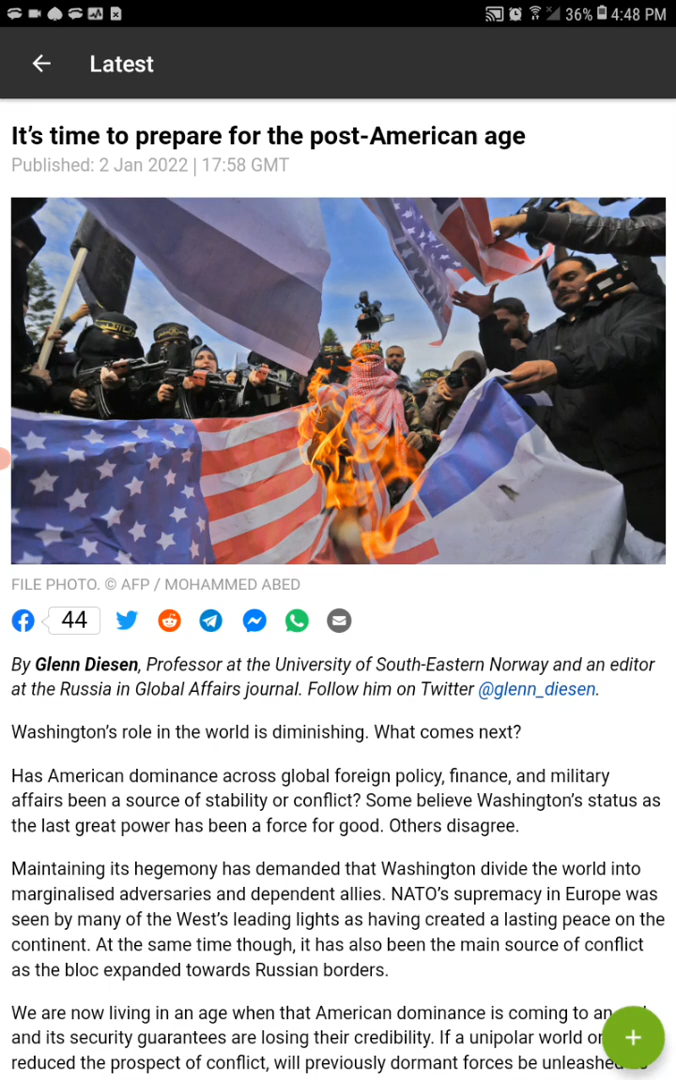 36% 4:48 PM
Latest
It's time to prepare for the post-American age
Published: 2 Jan 2022 | 17:58 GMT
FILE PHOTO. © AFP / MOHAMMED ABED
44
By Glenn Diesen, Professor at the University of South-Eastern Norway and an editor
at the Russia in Global Affairs journal. Follow him on Twitter @glenn_diesen.
Washington's role in the world is diminishing. What comes next?
Has American dominance across global foreign policy, finance, and military
affairs been a source of stability or conflict? Some believe Washington's status as
the last great power has been a force for good. Others disagree.
Maintaining its hegemony has demanded that Washington divide the world into
marginalised adversaries and dependent allies. NATO's supremacy in Europe was
seen by many of the West's leading lights as having created a lasting peace on the
continent. At the same time though, it has also been the main source of conflict
as the bloc expanded towards Russian borders.
We are now living in an age when that American dominance is coming to an
and its security guarantees are losing their credibility. If a unipolar world
reduced the prospect of conflict, will previously dormant forces be